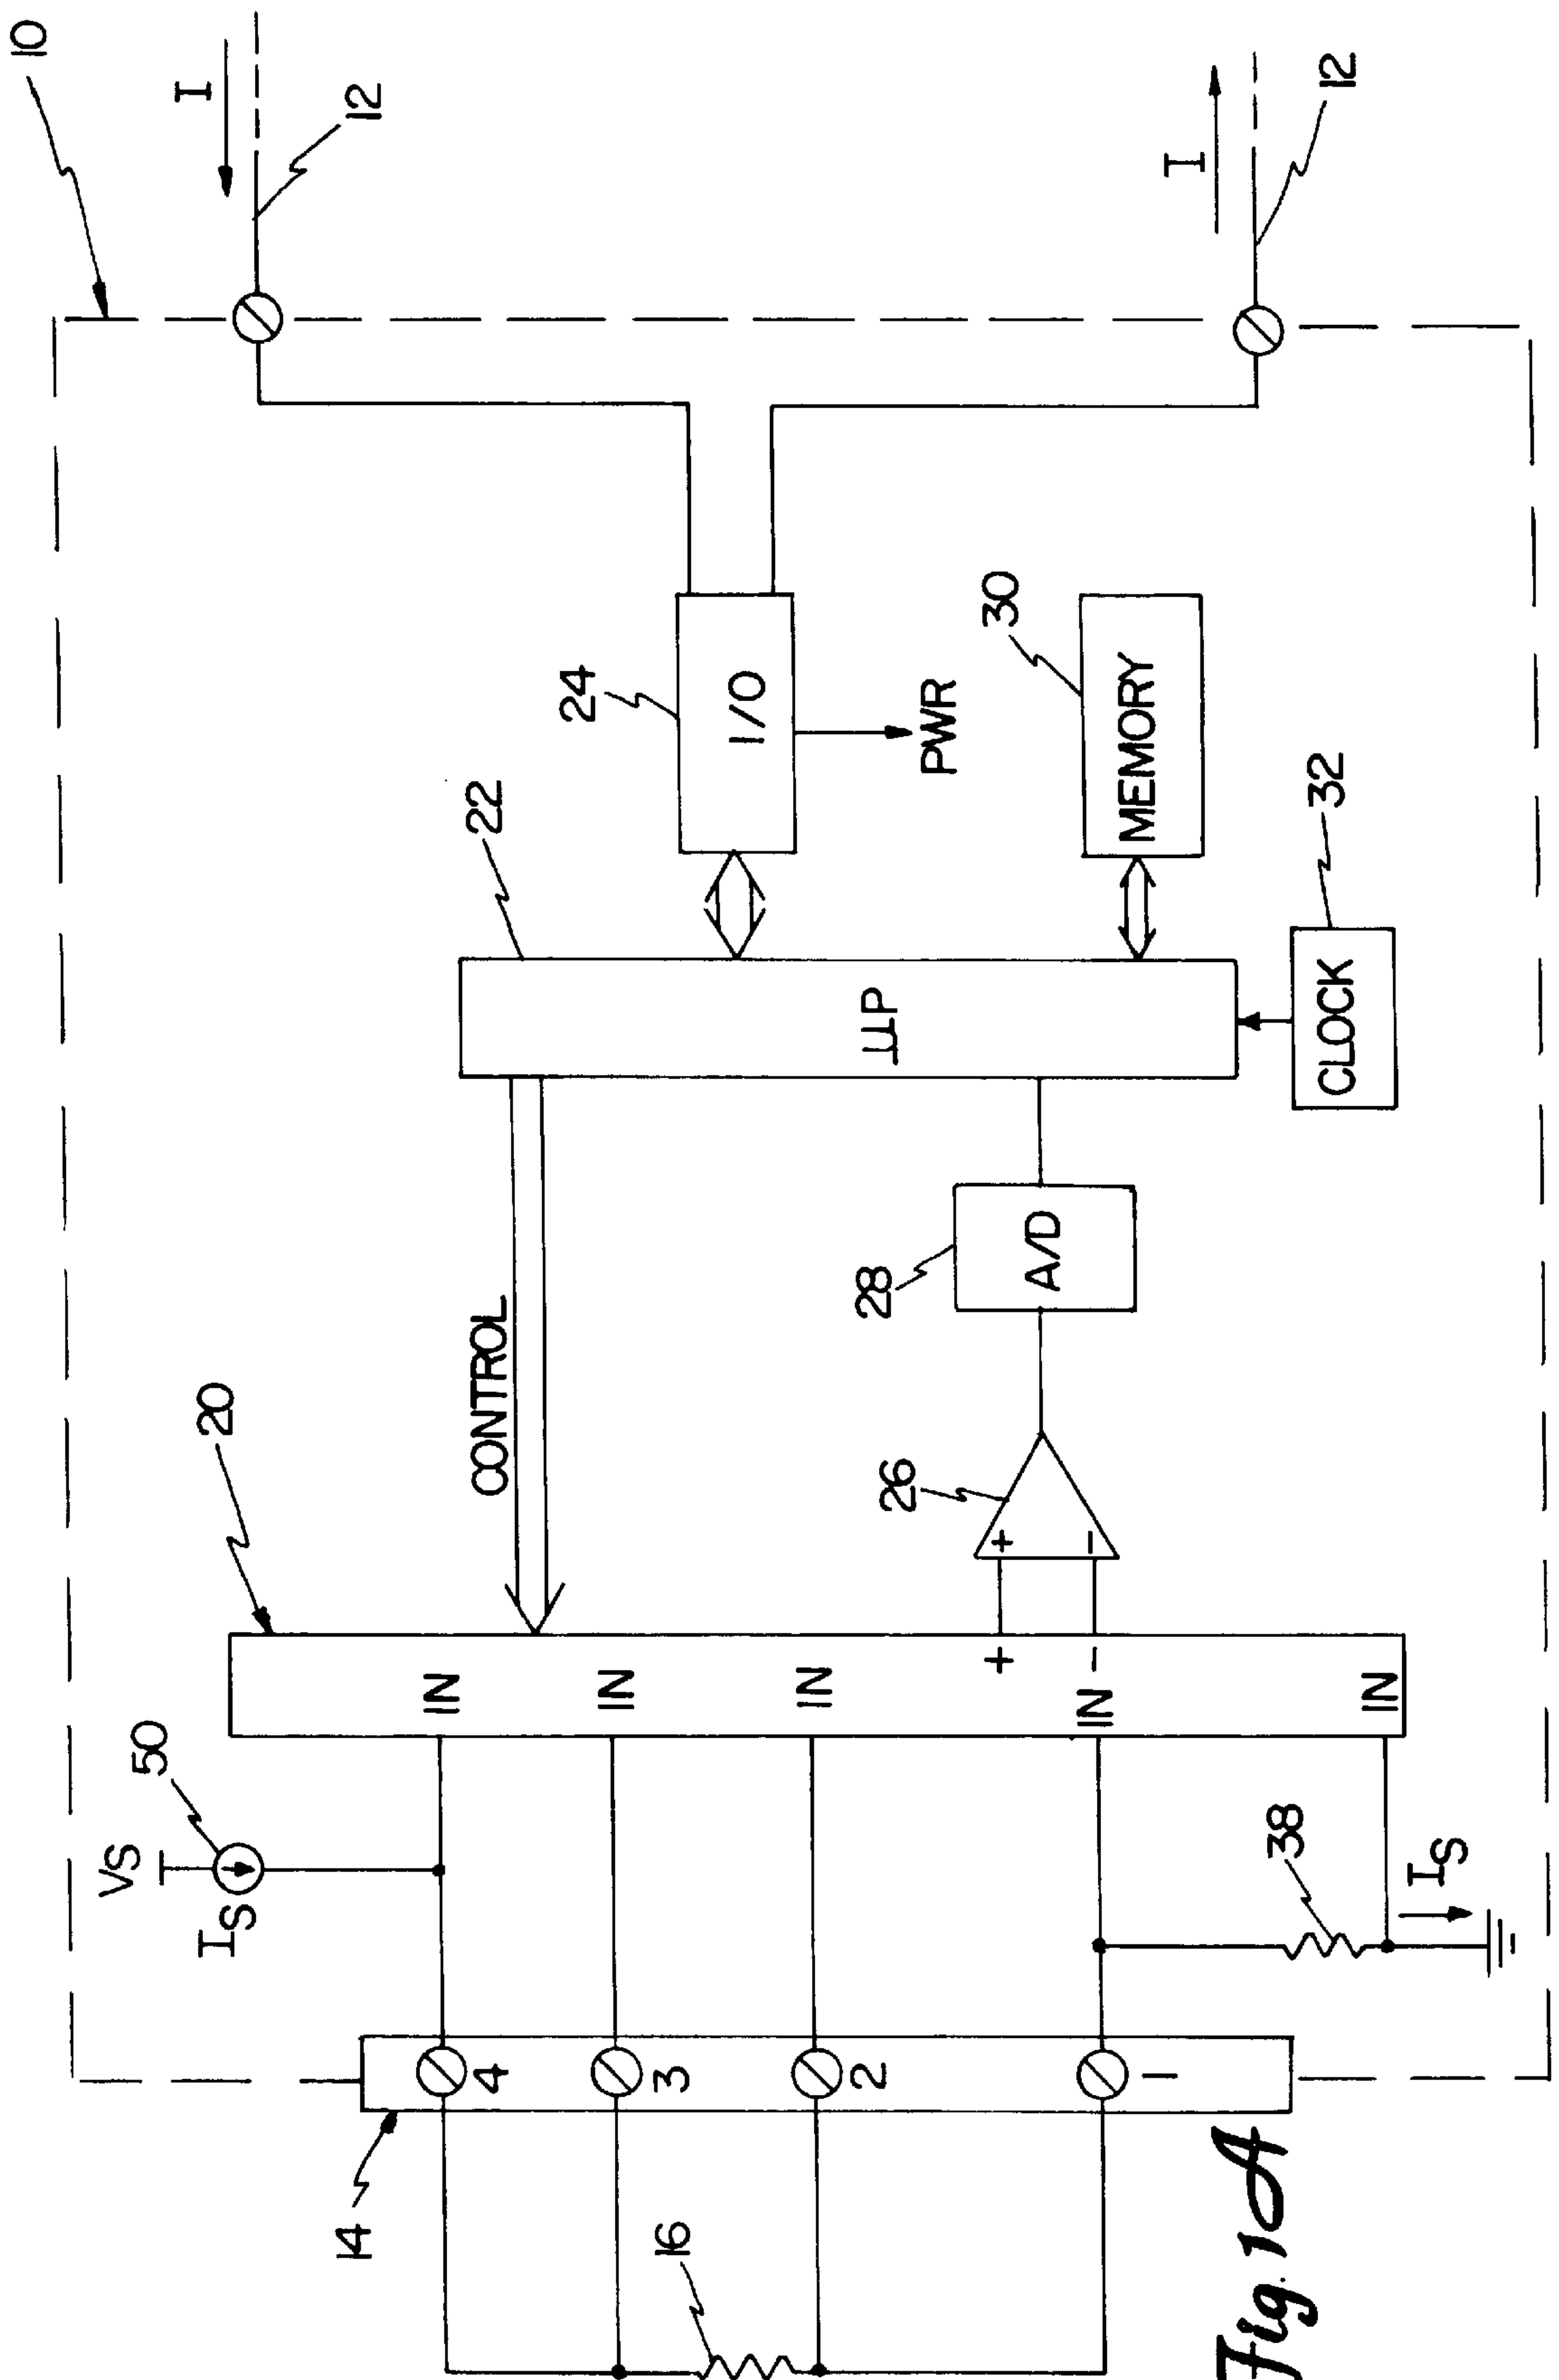 10
I
12
I
12
24
I/O
PWR
30
MEMORY
22
µP
32
CLOCK
CONTROL
28
A/D
26
+
-
20
IN
IN
IN
+
-
IN
IN
50
VS
IS
38
IS
14
4
3
2
1
16
Fig. 1A